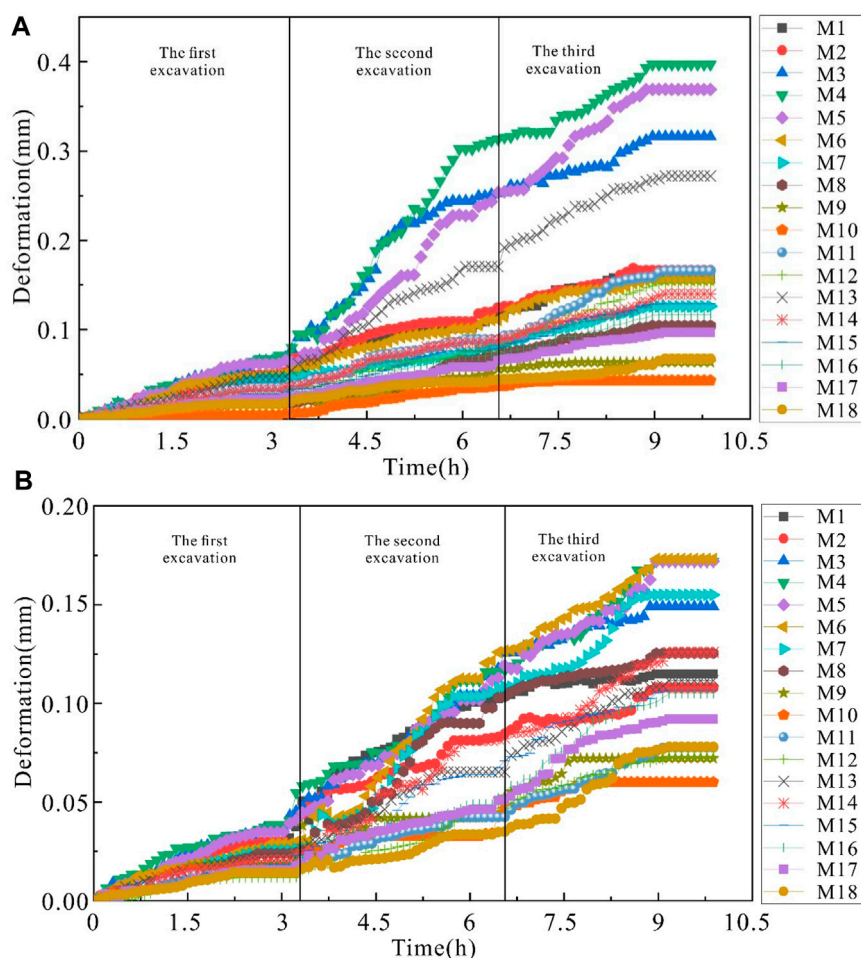 A
The first
excavation
The second
excavation
The third
excavation
Deformation(mm)
0.4
0.3
0.2
0.1
0.0
0
1.5
3
4.5
6
7.5
9
10.5
Time(h)
M1
M2
M3
M4
M5
M6
M7
M8
M9
M10
M11
M12
M13
M14
M15
M16
M17
M18
B
The first
excavation
The second
excavation
The third
excavation
Deformation(mm)
0.20
0.15
0.10
0.05
0.00
0
1.5
3
4.5
6
7.5
9
10.5
Time(h)
M1
M2
M3
M4
M5
M6
M7
M8
M9
M10
M11
M12
M13
M14
M15
M16
M17
M18